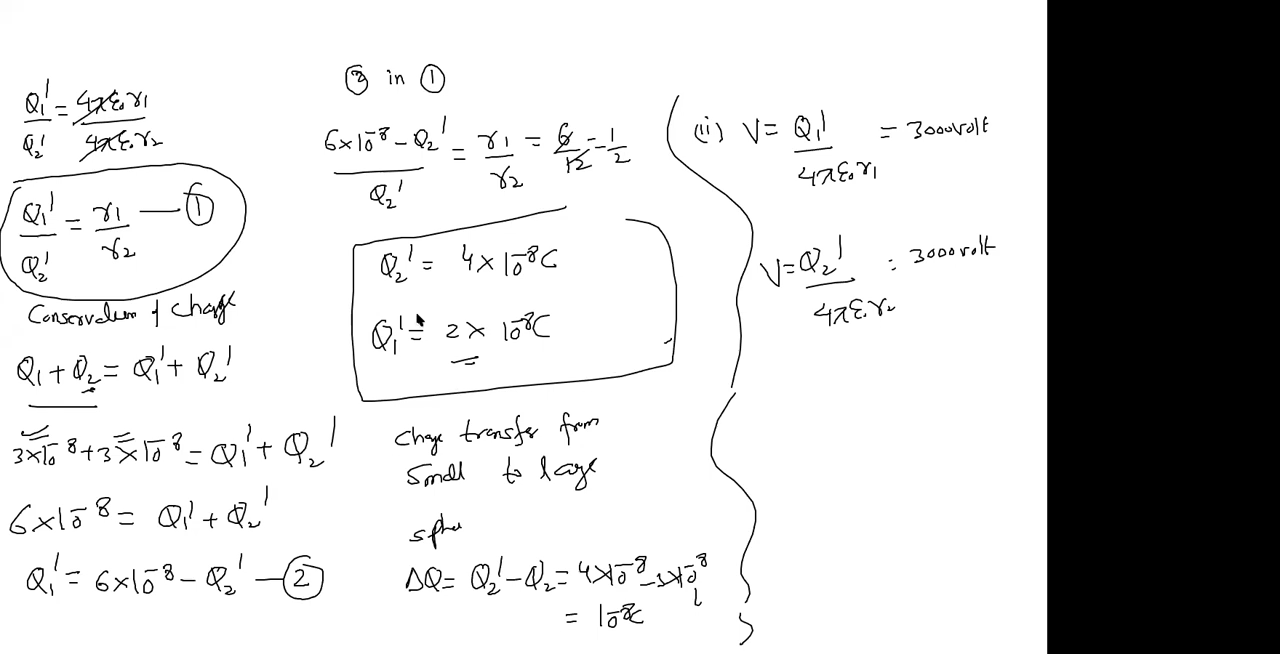 Q₁' / Q₂' = 4πε₀r₁ / 4πε₀r₂
Q₁' / Q₂' = r₁ / r₂ — ①
Conservation of charge
Q₁ + Q₂ = Q₁' + Q₂'
3×10⁻⁸ + 3×10⁻⁸ = Q₁' + Q₂'
6×10⁻⁸ = Q₁' + Q₂'
Q₁' = 6×10⁻⁸ − Q₂' — ②
② in ①
6×10⁻⁸ − Q₂' / Q₂' = r₁ / r₂ = 6 / 12 = 1 / 2
Q₂' = 4×10⁻⁸C
Q₁' = 2×10⁻⁸C
Charge transfer from
small to large
sphe
ΔQ = Q₂' − Q₂ = 4×10⁻⁸ − 3×10⁻⁸
= 10⁻⁸C
(ii) V = Q₁' / 4πε₀r₁ = 3000 volt
V = Q₂' / 4πε₀r₂ = 3000 volt